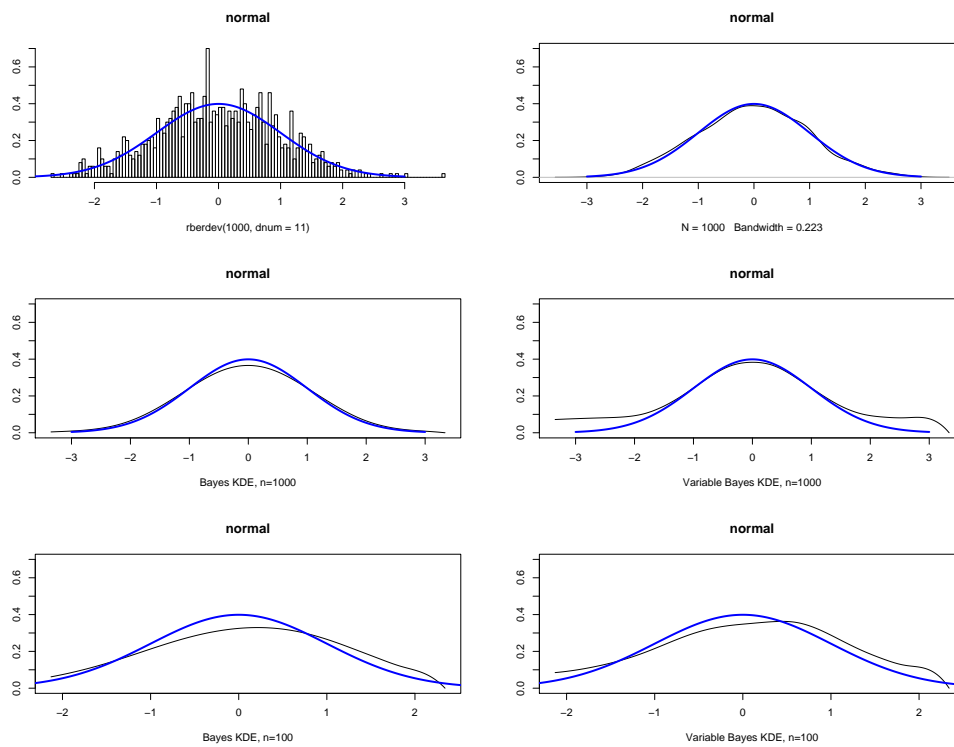 normal
0.0 0.2 0.4 0.6
−2 −1 0 1 2 3
rberdev(1000, dnum = 11)
normal
0.0 0.2 0.4 0.6
−3 −2 −1 0 1 2 3
N = 1000 Bandwidth = 0.223
normal
0.0 0.2 0.4 0.6
−3 −2 −1 0 1 2 3
Bayes KDE, n=1000
normal
0.0 0.2 0.4 0.6
−3 −2 −1 0 1 2 3
Variable Bayes KDE, n=1000
normal
0.0 0.2 0.4 0.6
−2 −1 0 1 2
Bayes KDE, n=100
normal
0.0 0.2 0.4 0.6
−2 −1 0 1 2
Variable Bayes KDE, n=100